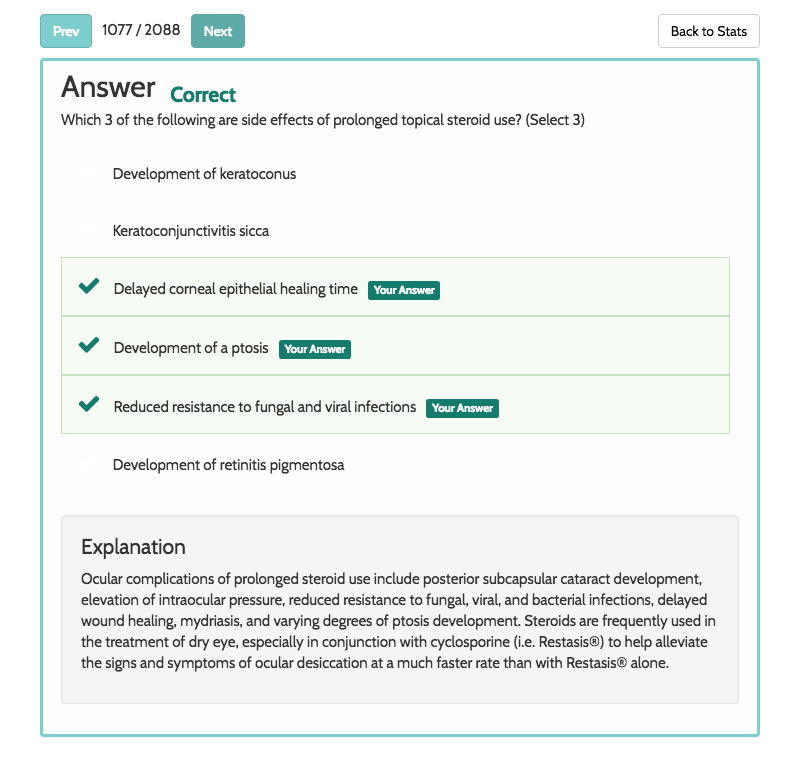 Prev 1077 / 2088 Next Back to Stats
Answer Correct
Which 3 of the following are side effects of prolonged topical steroid use? (Select 3)
Development of keratoconus
Keratoconjunctivitis sicca
Delayed corneal epithelial healing time Your Answer
Development of a ptosis Your Answer
Reduced resistance to fungal and viral infections Your Answer
Development of retinitis pigmentosa
Explanation
Ocular complications of prolonged steroid use include posterior subcapsular cataract development,
elevation of intraocular pressure, reduced resistance to fungal, viral, and bacterial infections, delayed
wound healing, mydriasis, and varying degrees of ptosis development. Steroids are frequently used in
the treatment of dry eye, especially in conjunction with cyclosporine (i.e. Restasis®) to help alleviate
the signs and symptoms of ocular desiccation at a much faster rate than with Restasis® alone.